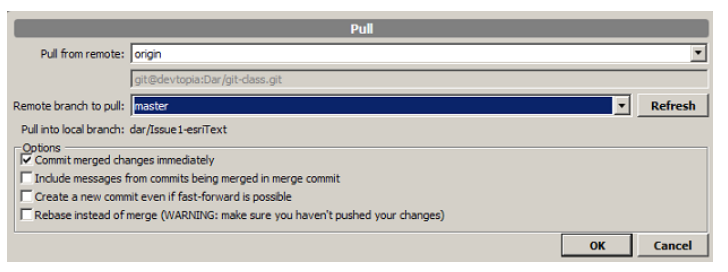 Pull
Pull from remote: origin
git@devtopia:Dar/git-class.git
Remote branch to pull: master Refresh
Pull into local branch: dar/Issue1-esriText
Options
Commit merged changes immediately
Include messages from commits being merged in merge commit
Create a new commit even if fast-forward is possible
Rebase instead of merge (WARNING: make sure you haven't pushed your changes)
OK Cancel